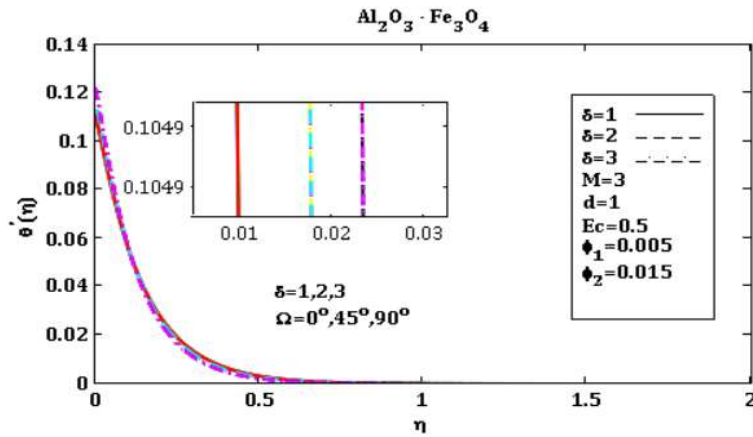 Al₂O₃ - Fe₃O₄
0.14
0.12
0.1
0.08
0.06
0.04
0.02
0
θ′(η)
0.1049
0.1049
0.01 0.02 0.03
δ=1,2,3
Ω=0°,45°,90°
δ=1
δ=2
δ=3
M=3
d=1
Ec=0.5
ϕ₁=0.005
ϕ₂=0.015
0 0.5 1 1.5 2
η